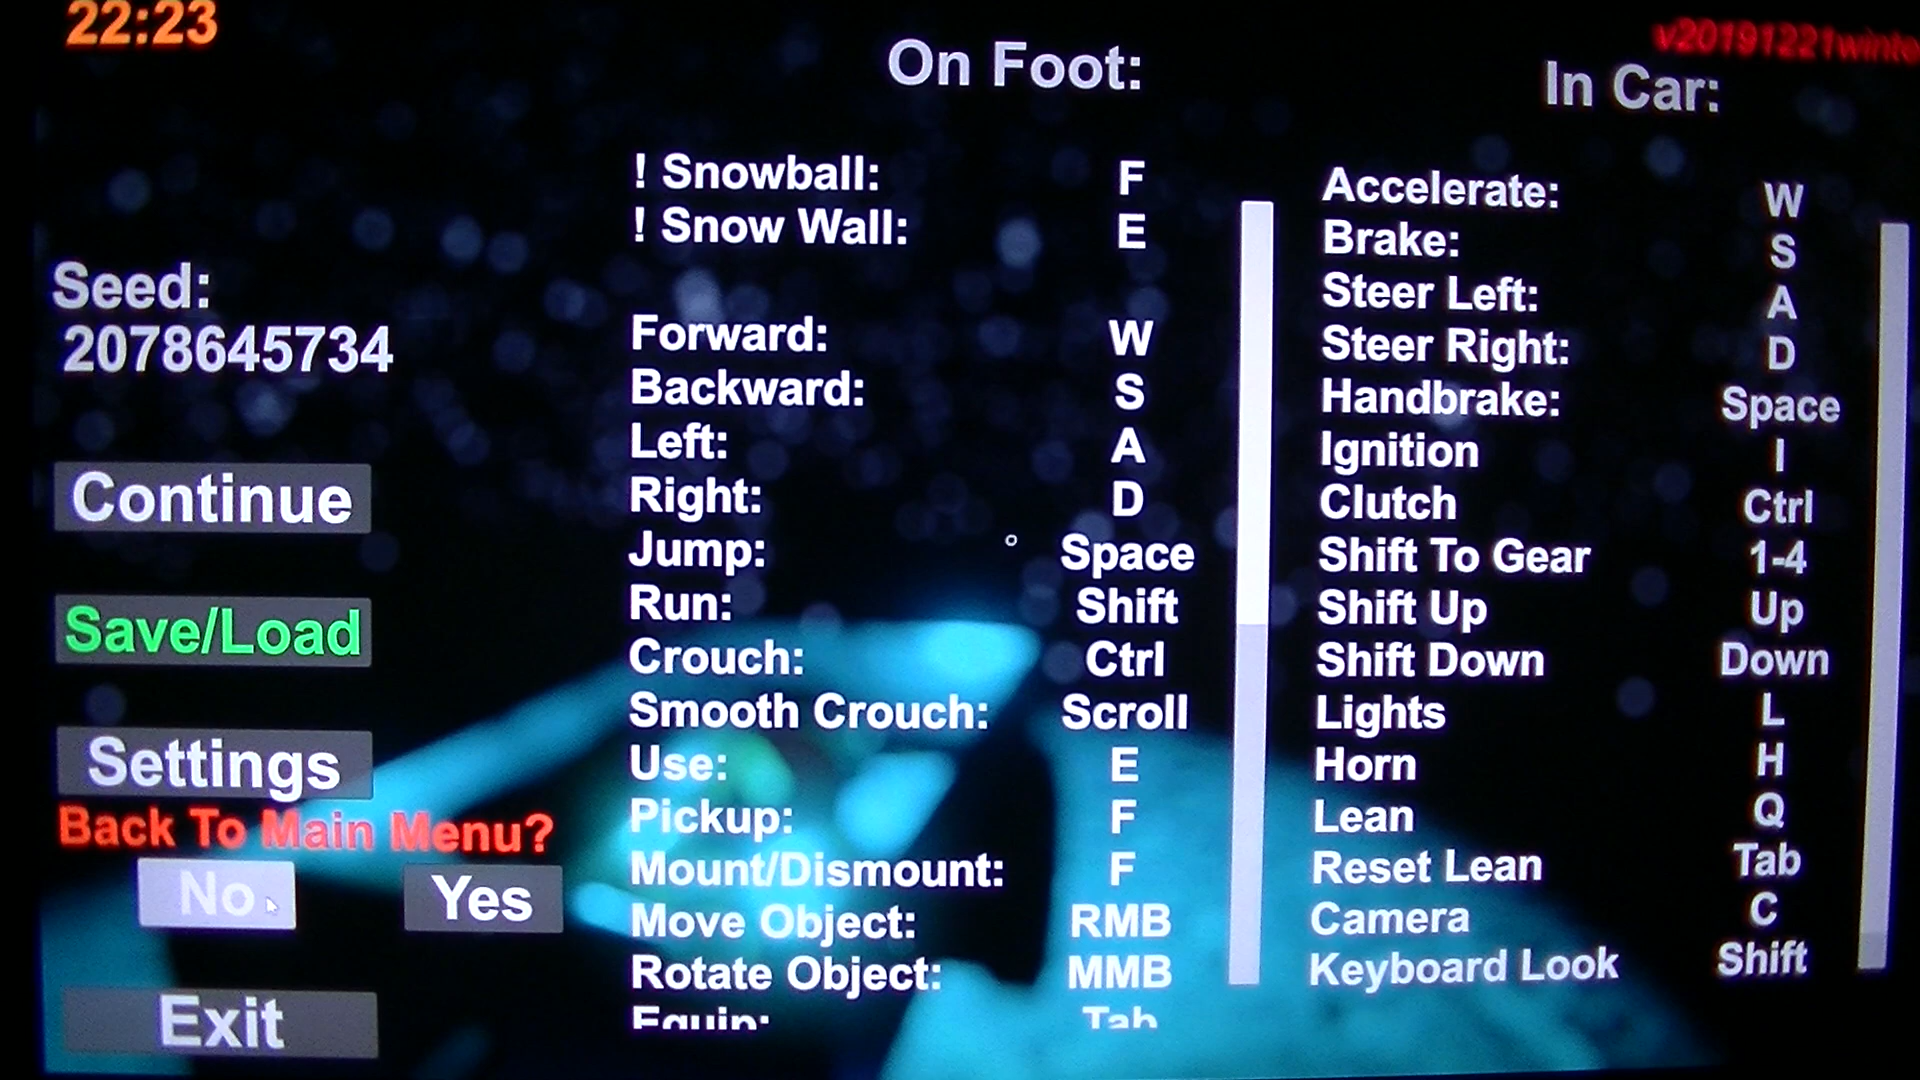 22:23
v20191221winte
On Foot:
In Car:
! Snowball: F
! Snow Wall: E
Forward: W
Backward: S
Left: A
Right: D
Jump: Space
Run: Shift
Crouch: Ctrl
Smooth Crouch: Scroll
Use: E
Pickup: F
Mount/Dismount: F
Move Object: RMB
Rotate Object: MMB
Equip: Tab
Accelerate: W
Brake: S
Steer Left: A
Steer Right: D
Handbrake: Space
Ignition I
Clutch Ctrl
Shift To Gear 1-4
Shift Up Up
Shift Down Down
Lights L
Horn H
Lean Q
Reset Lean Tab
Camera C
Keyboard Look Shift
Seed:
2078645734
Continue
Save/Load
Settings
Back To Main Menu?
No Yes
Exit